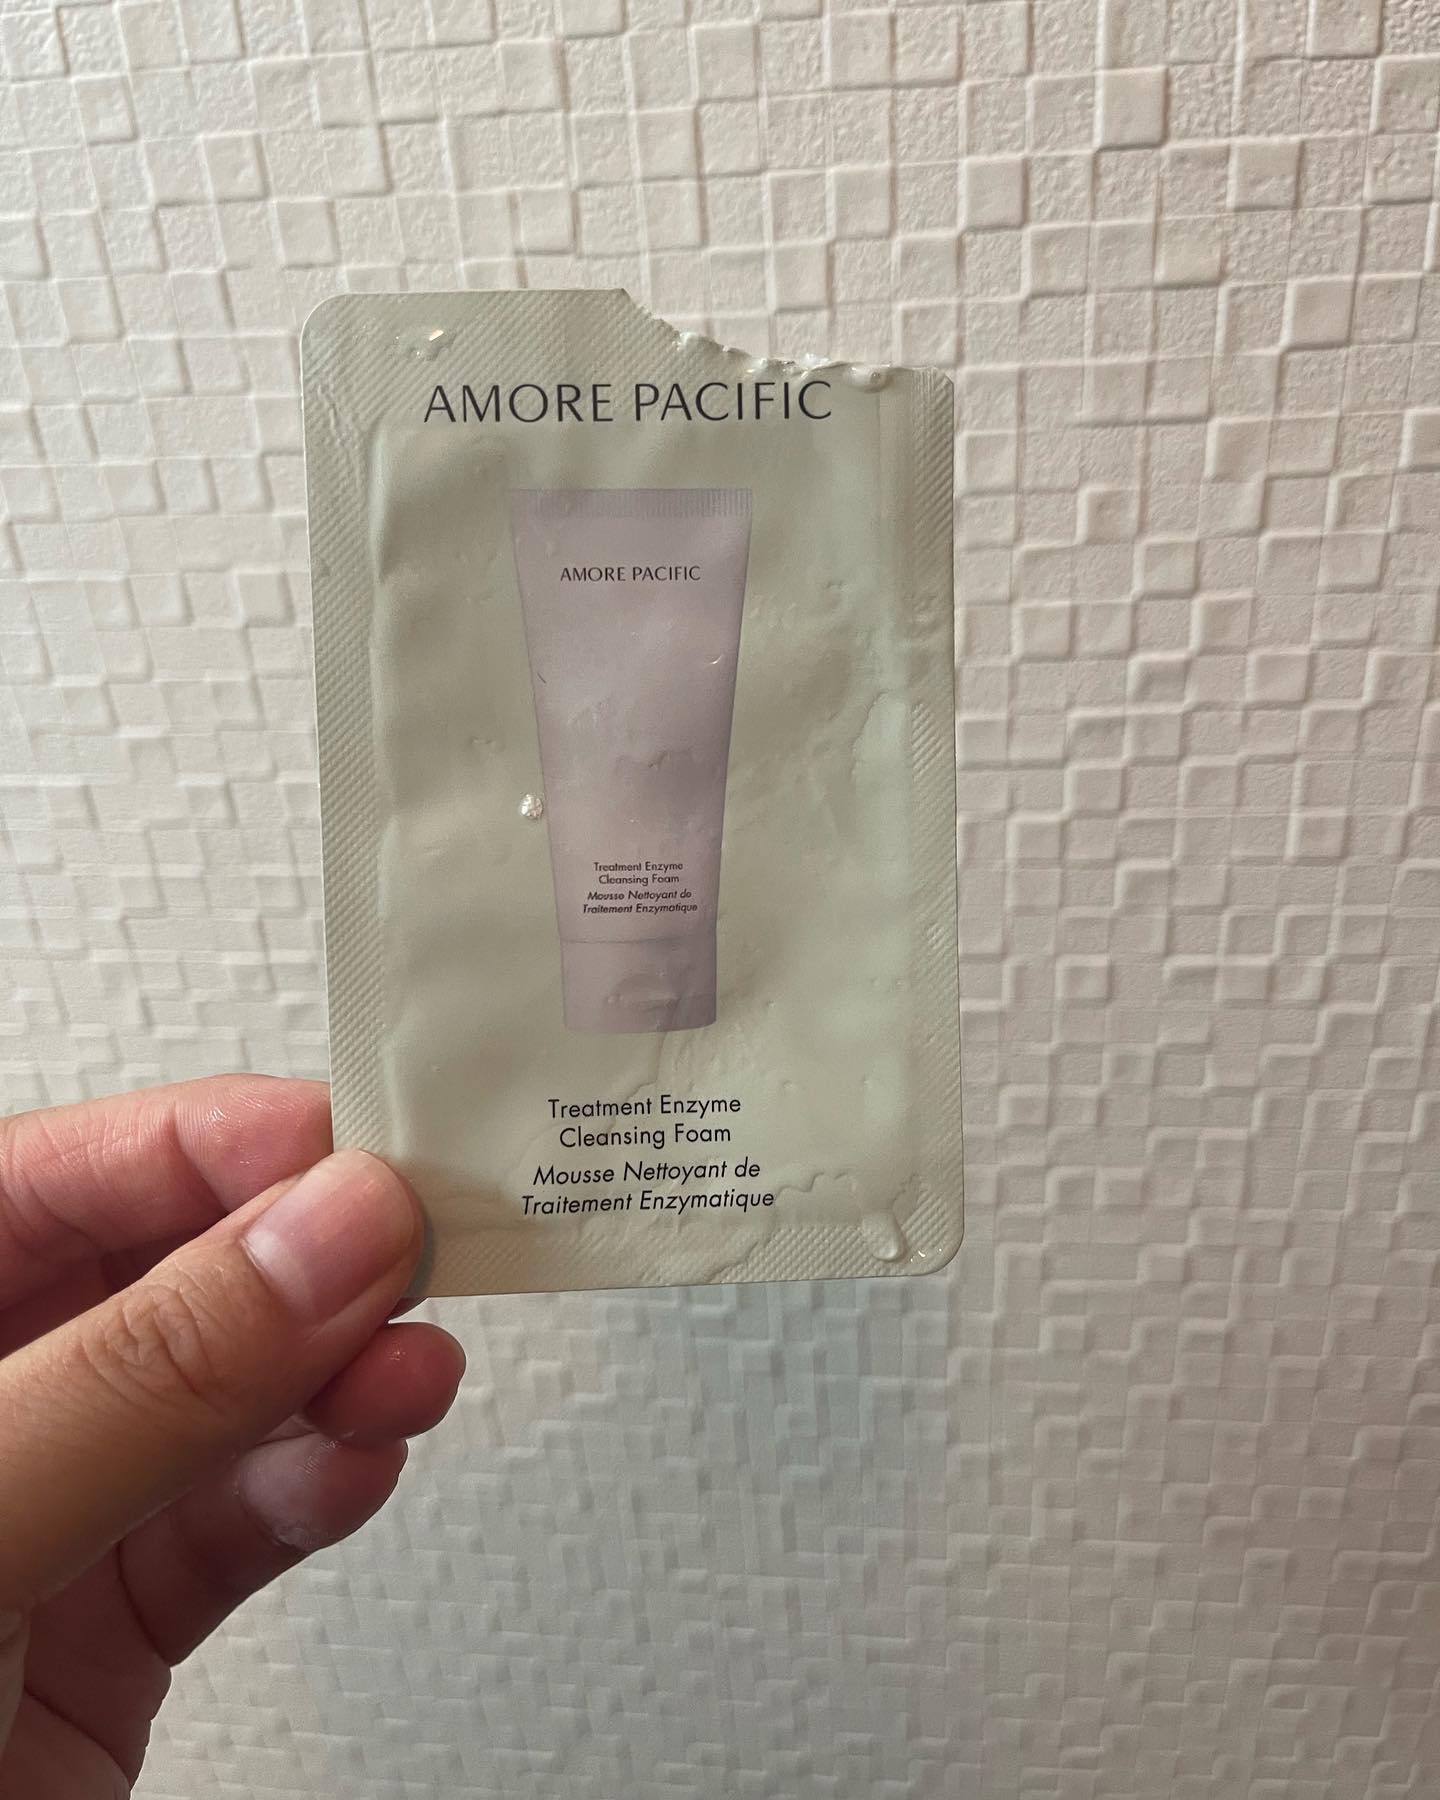 AMORE PACIFIC
AMORE PACIFIC
Treatment Enzyme
Cleansing Foam
Mousse Nettoyant de
Traitement Enzymatique
Treatment Enzyme
Cleansing Foam
Mousse Nettoyant de
Traitement Enzymatique